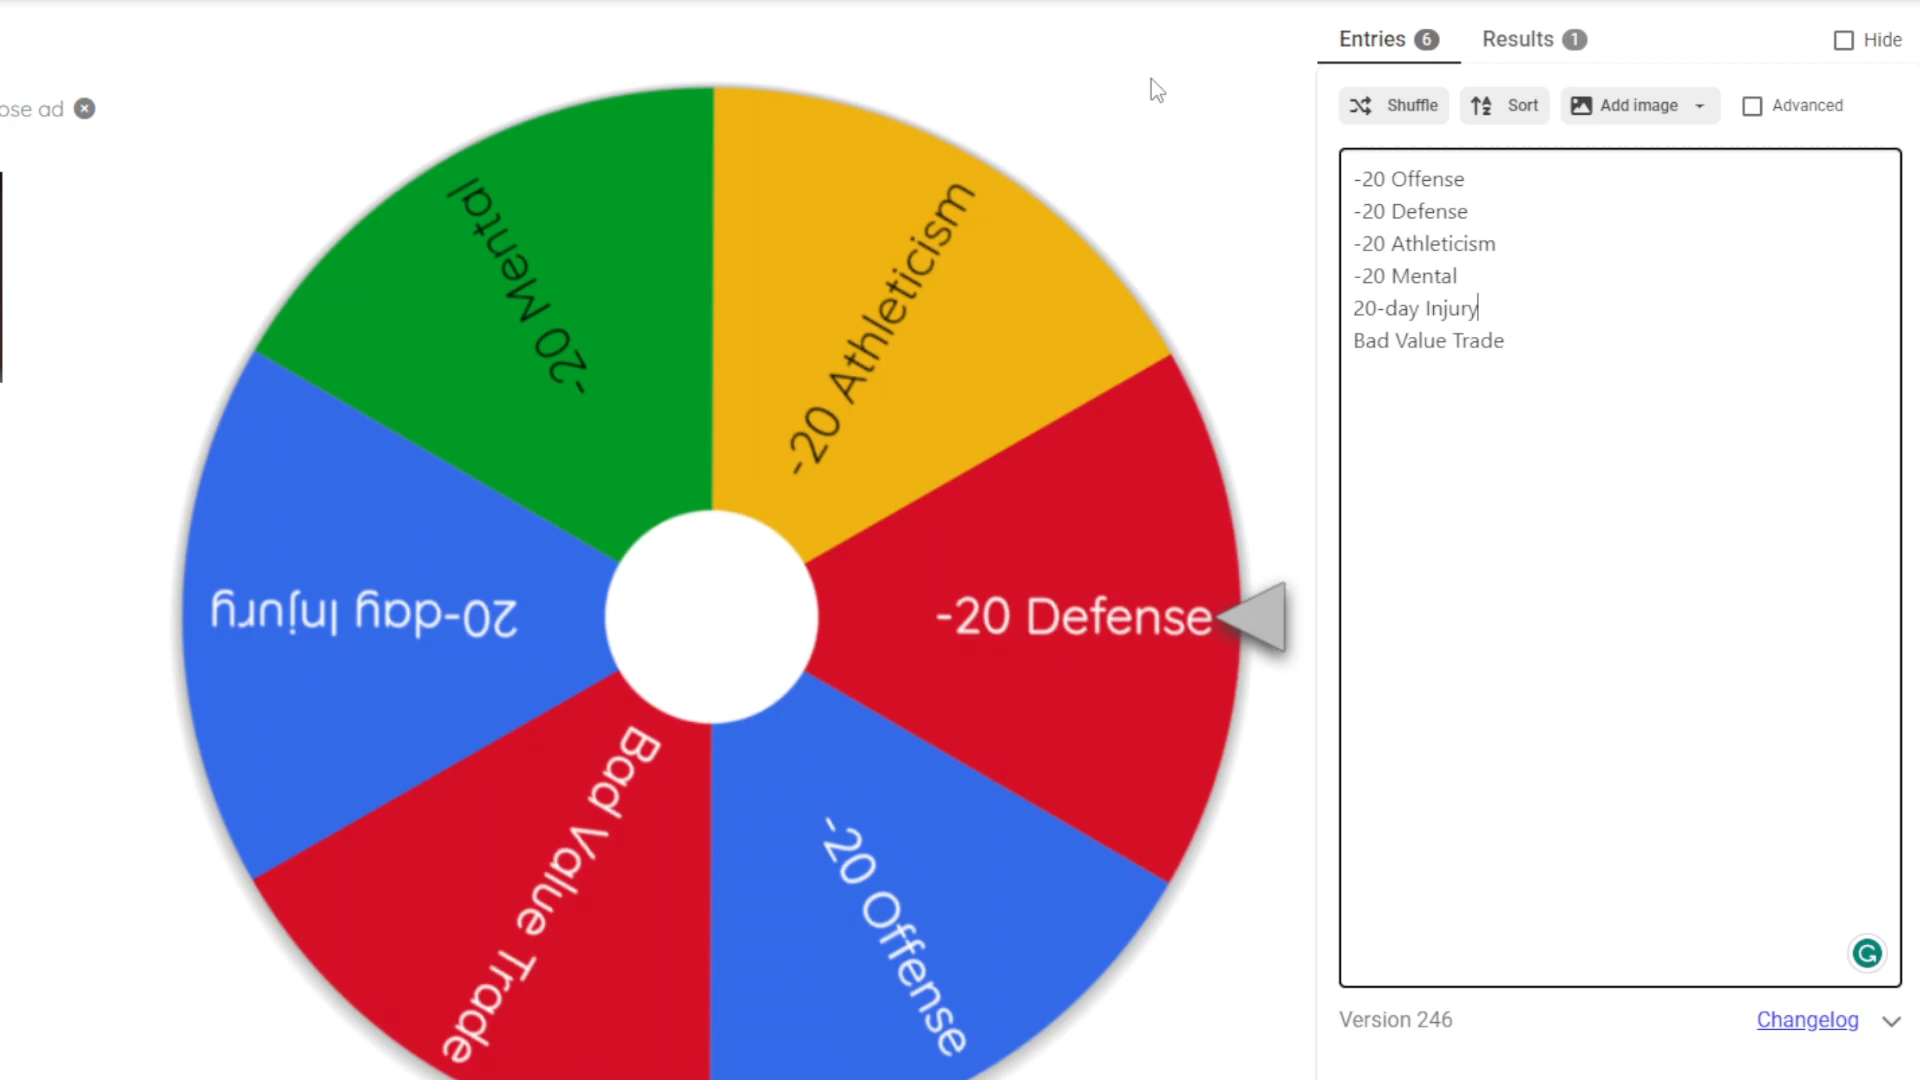 Entries 6 Results 1 Hide
ose ad
Shuffle Sort Add image Advanced
-20 Offense
-20 Defense
-20 Athleticism
-20 Mental
20-day Injury
Bad Value Trade
-20 Mental
-20 Athleticism
20-day Injury
-20 Defense
Bad Value Trade
-20 Offense
Version 246 Changelog